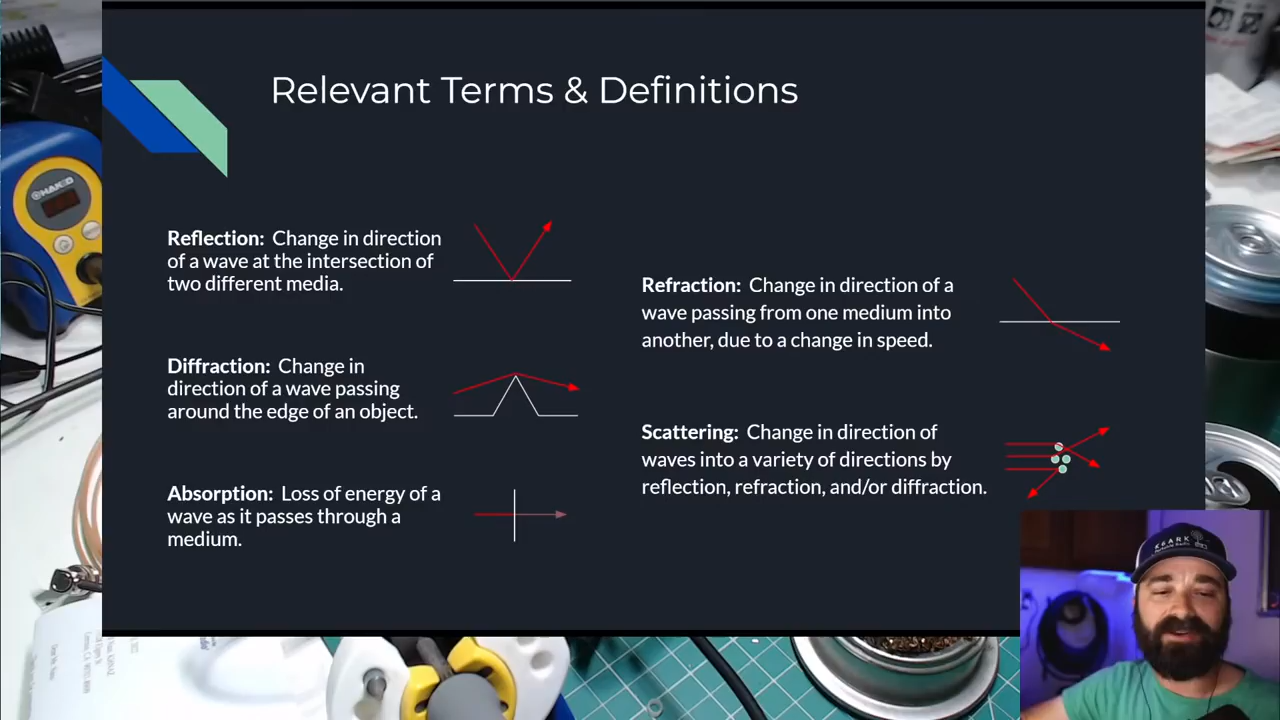 Relevant Terms & Definitions
HAKKO
Reflection: Change in direction
of a wave at the intersection of
two different media.
Refraction: Change in direction of a
wave passing from one medium into
another, due to a change in speed.
Diffraction: Change in
direction of a wave passing
around the edge of an object.
Scattering: Change in direction of
waves into a variety of directions by
reflection, refraction, and/or diffraction.
Absorption: Loss of energy of a
wave as it passes through a
medium.